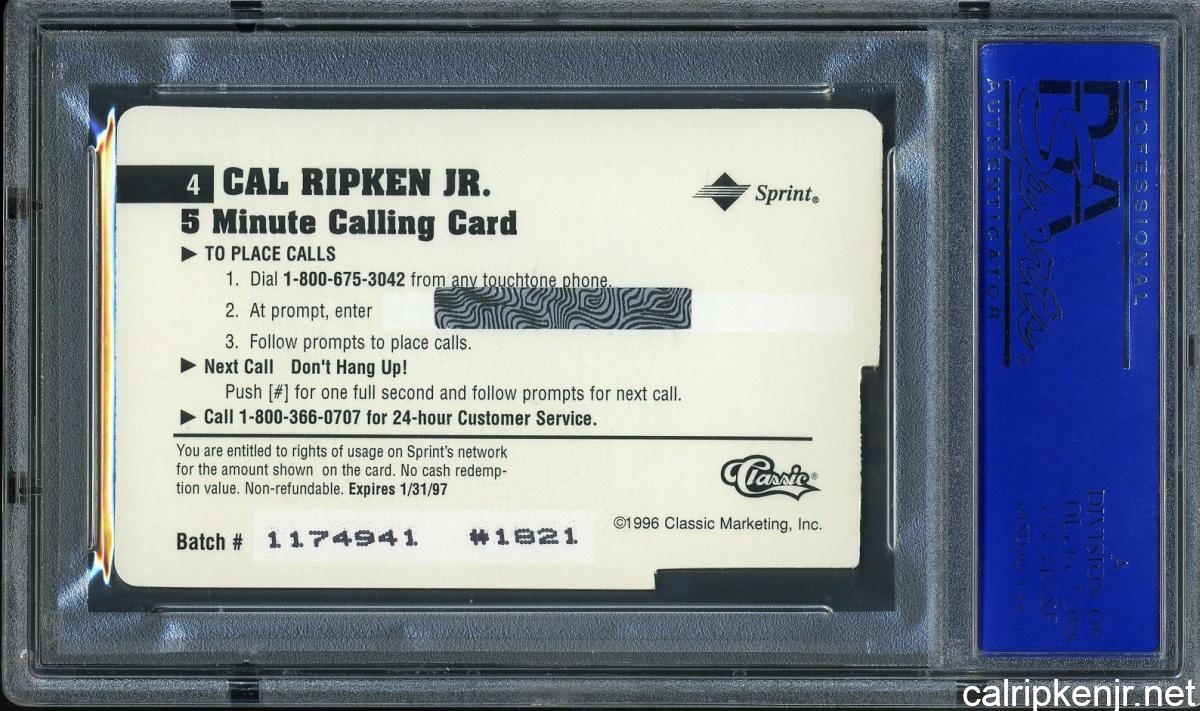 4 CAL RIPKEN JR.
Sprint®
5 Minute Calling Card
▶ TO PLACE CALLS
1. Dial 1-800-675-3042 from any touchtone phone.
2. At prompt, enter
3. Follow prompts to place calls.
▶ Next Call Don't Hang Up!
Push [#] for one full second and follow prompts for next call.
▶ Call 1-800-366-0707 for 24-hour Customer Service.
You are entitled to rights of usage on Sprint's network
for the amount shown on the card. No cash redemp-
tion value. Non-refundable. Expires 1/31/97
Classic®
©1996 Classic Marketing, Inc.
Batch # 1174941 #1821
PROFESSIONAL
PSA
AUTHENTICATOR
A
DIVISION OF
calripkenjr.net